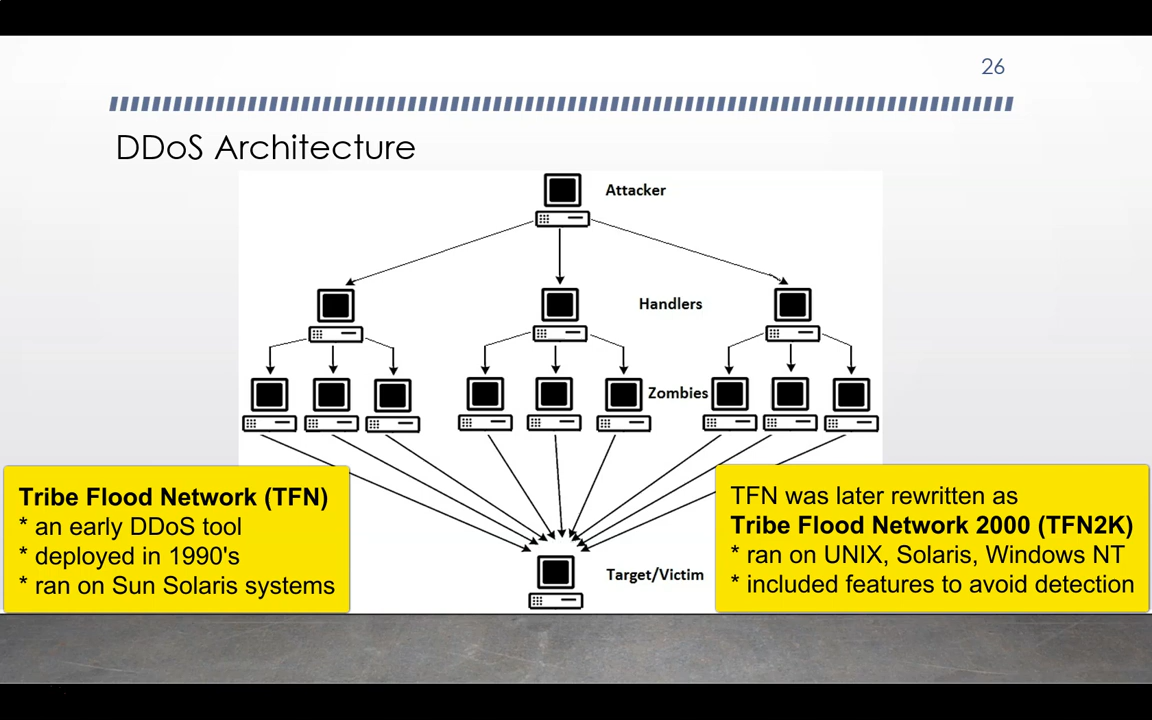 26
DDoS Architecture
Attacker
Handlers
Zombies
Tribe Flood Network (TFN)
* an early DDoS tool
* deployed in 1990's
* ran on Sun Solaris systems
TFN was later rewritten as
Tribe Flood Network 2000 (TFN2K)
* ran on UNIX, Solaris, Windows NT
* included features to avoid detection
Target/Victim